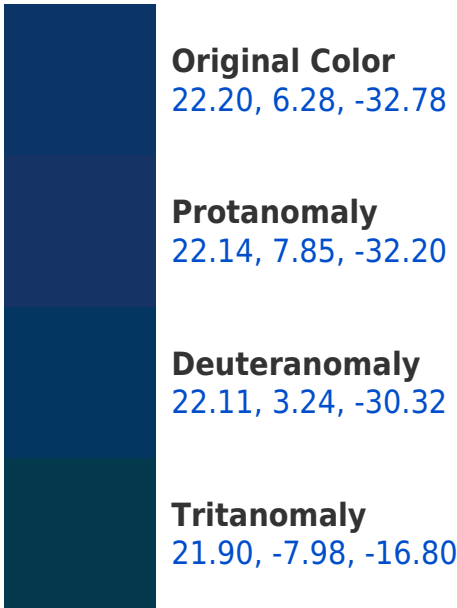 Original Color
22.20, 6.28, -32.78
Protanomaly
22.14, 7.85, -32.20
Deuteranomaly
22.11, 3.24, -30.32
Tritanomaly
21.90, -7.98, -16.80